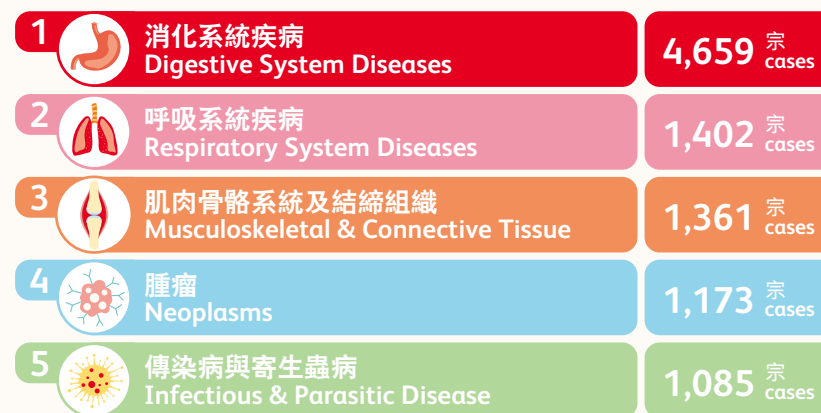 1
消化系統疾病
Digestive System Diseases
4,659 宗 cases
2
呼吸系統疾病
Respiratory System Diseases
1,402 宗 cases
3
肌肉骨骼系統及結締組織
Musculoskeletal & Connective Tissue
1,361 宗 cases
4
腫瘤
Neoplasms
1,173 宗 cases
5
傳染病與寄生蟲病
Infectious & Parasitic Disease
1,085 宗 cases